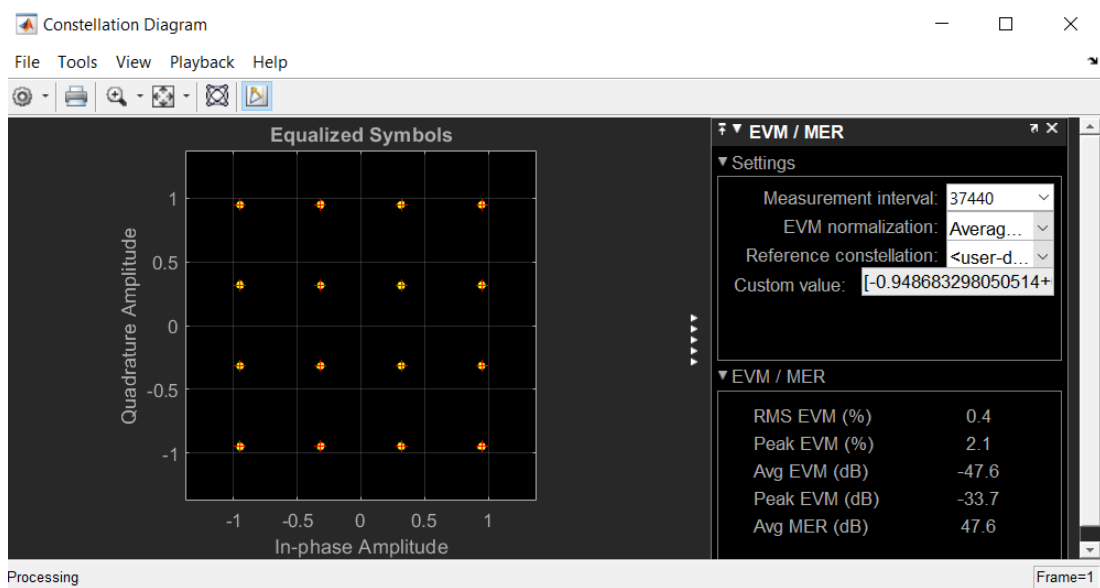 Constellation Diagram
File Tools View Playback Help
Equalized Symbols
1
0.5
0
-0.5
-1
Quadrature Amplitude
-1 -0.5 0 0.5 1
In-phase Amplitude
EVM / MER
Settings
Measurement interval: 37440
EVM normalization: Averag...
Reference constellation: <user-d...
Custom value: [-0.948683298050514+
EVM / MER
RMS EVM (%) 0.4
Peak EVM (%) 2.1
Avg EVM (dB) -47.6
Peak EVM (dB) -33.7
Avg MER (dB) 47.6
Processing Frame=1